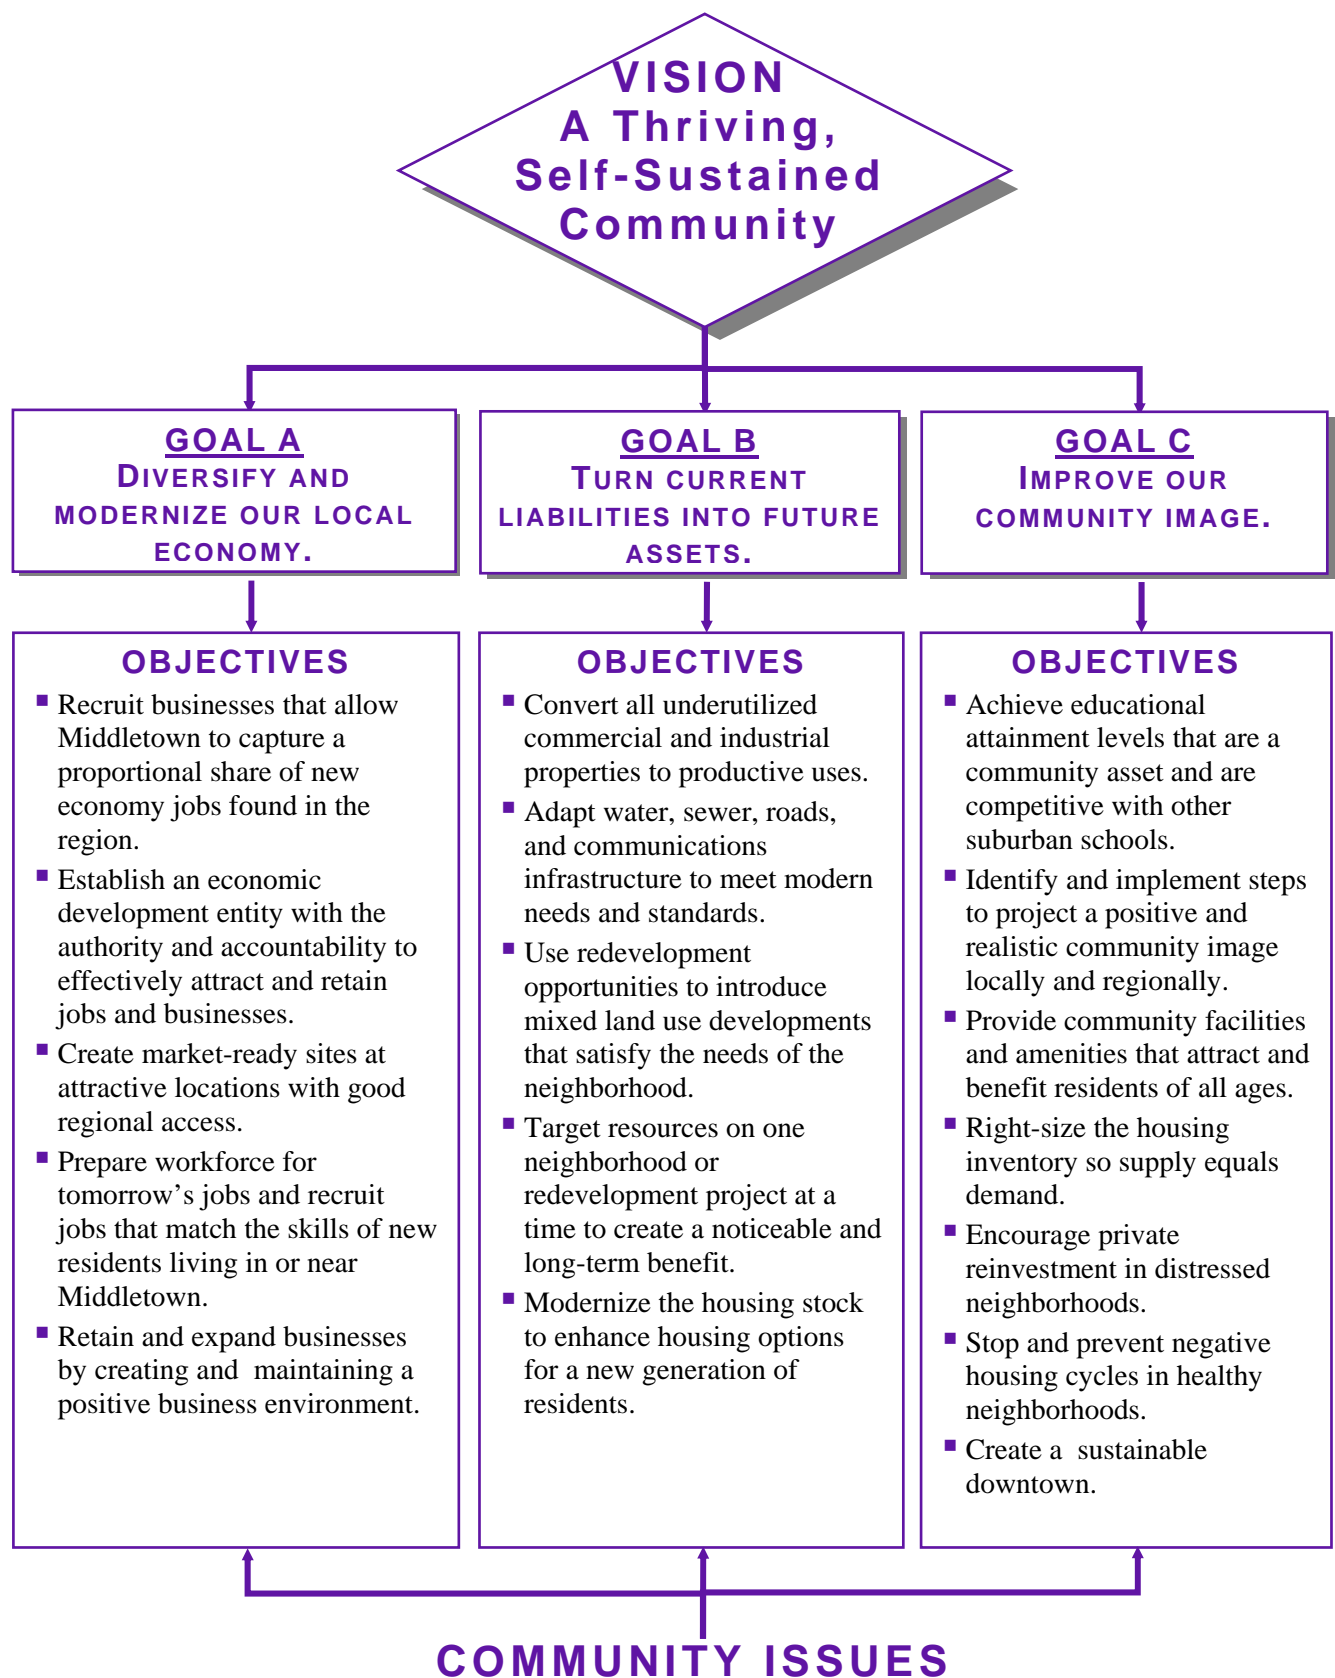 VISION
A Thriving,
Self-Sustained
Community
GOAL A
DIVERSIFY AND
MODERNIZE OUR LOCAL
ECONOMY.
GOAL B
TURN CURRENT
LIABILITIES INTO FUTURE
ASSETS.
GOAL C
IMPROVE OUR
COMMUNITY IMAGE.
OBJECTIVES
▪ Recruit businesses that allow
Middletown to capture a
proportional share of new
economy jobs found in the
region.
▪ Establish an economic
development entity with the
authority and accountability to
effectively attract and retain
jobs and businesses.
▪ Create market-ready sites at
attractive locations with good
regional access.
▪ Prepare workforce for
tomorrow’s jobs and recruit
jobs that match the skills of new
residents living in or near
Middletown.
▪ Retain and expand businesses
by creating and  maintaining a
positive business environment.
OBJECTIVES
▪ Convert all underutilized
commercial and industrial
properties to productive uses.
▪ Adapt water, sewer, roads,
and communications
infrastructure to meet modern
needs and standards.
▪ Use redevelopment
opportunities to introduce
mixed land use developments
that satisfy the needs of the
neighborhood.
▪ Target resources on one
neighborhood or
redevelopment project at a
time to create a noticeable and
long-term benefit.
▪ Modernize the housing stock
to enhance housing options
for a new generation of
residents.
OBJECTIVES
▪ Achieve educational
attainment levels that are a
community asset and are
competitive with other
suburban schools.
▪ Identify and implement steps
to project a positive and
realistic community image
locally and regionally.
▪ Provide community facilities
and amenities that attract and
benefit residents of all ages.
▪ Right-size the housing
inventory so supply equals
demand.
▪ Encourage private
reinvestment in distressed
neighborhoods.
▪ Stop and prevent negative
housing cycles in healthy
neighborhoods.
▪ Create a  sustainable
downtown.
COMMUNITY ISSUES